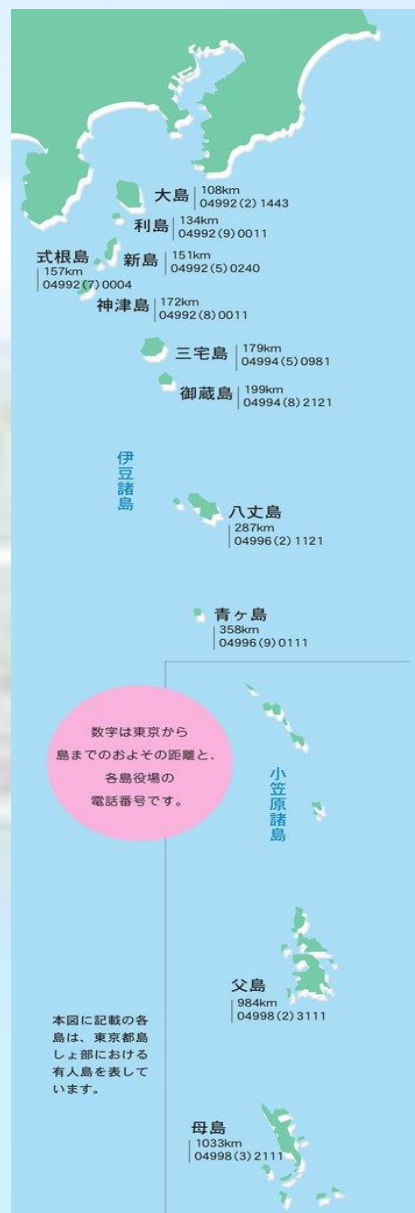 大島
108km
04992(2)1443
利島
134km
04992(9)0011
新島
151km
04992(5)0240
式根島
157km
04992(7)0004
神津島
172km
04992(8)0011
三宅島
179km
04994(5)0981
御蔵島
199km
04994(8)2121
伊豆諸島
八丈島
287km
04996(2)1121
青ヶ島
358km
04996(9)0111
数字は東京から
島までのおよその距離と、
各島役場の
電話番号です。
小笠原諸島
父島
984km
04998(2)3111
本図に記載の各
島は、東京都島
しょ部における
有人島を表して
います。
母島
1033km
04998(3)2111